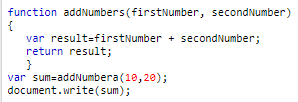 function addNumbers(firstNumber, secondNumber)
{
var result=firstNumber + secondNumber;
return result;
}
var sum=addNumbera(10,20);
document.write(sum);